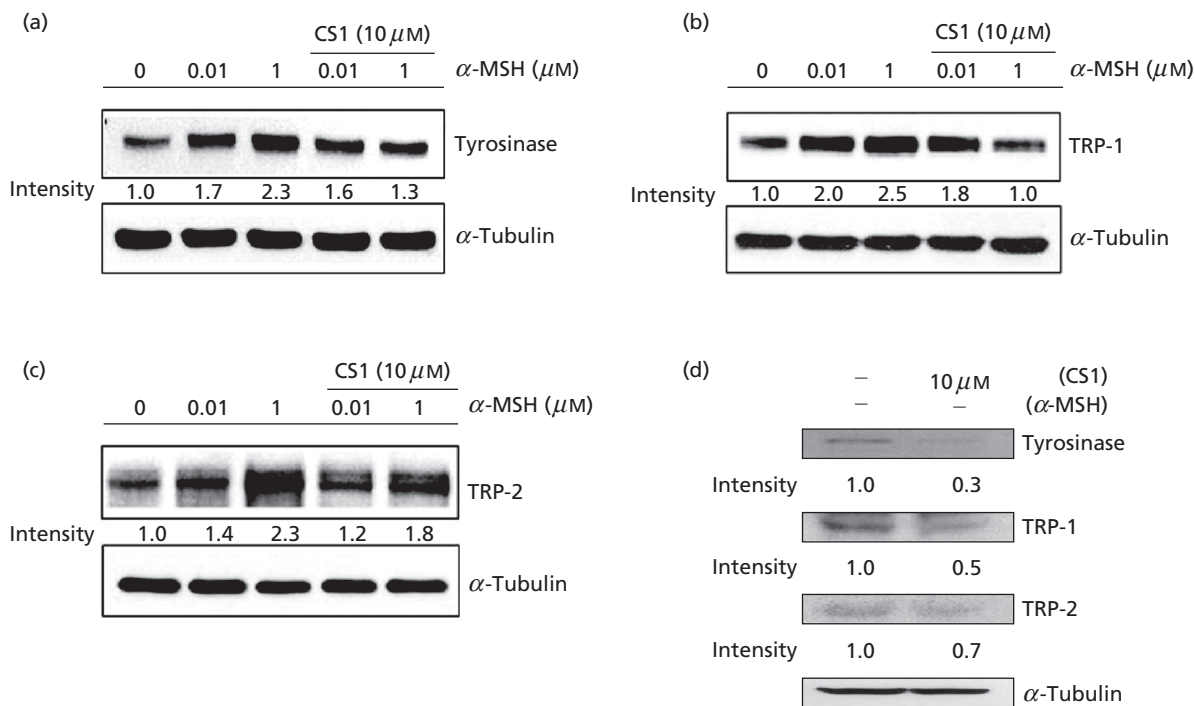 (a)
CS1 (10 μM)
0 0.01 1 0.01 1 α-MSH (μM)
Tyrosinase
Intensity 1.0 1.7 2.3 1.6 1.3
α-Tubulin
(b)
CS1 (10 μM)
0 0.01 1 0.01 1 α-MSH (μM)
TRP-1
Intensity 1.0 2.0 2.5 1.8 1.0
α-Tubulin
(c)
CS1 (10 μM)
0 0.01 1 0.01 1 α-MSH (μM)
TRP-2
Intensity 1.0 1.4 2.3 1.2 1.8
α-Tubulin
(d)
– 10 μM (CS1)
– – (α-MSH)
Tyrosinase
Intensity 1.0 0.3
TRP-1
Intensity 1.0 0.5
TRP-2
Intensity 1.0 0.7
α-Tubulin